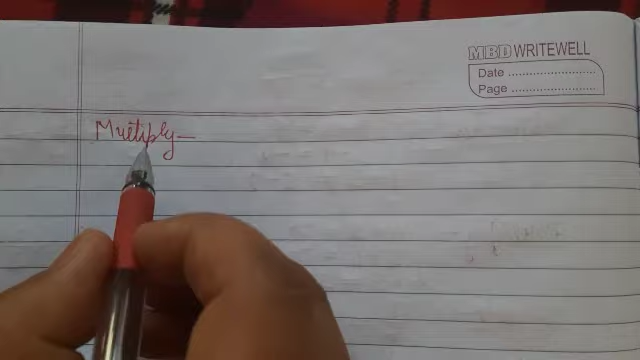 MBD WRITEWELL
Date ........................
Page ........................
Multiply-